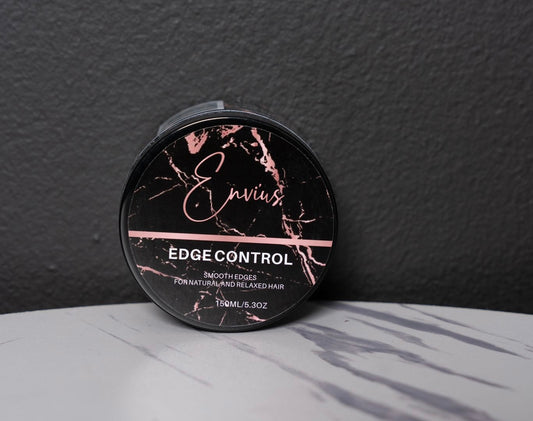 Envius
EDGE CONTROL
SMOOTH EDGES
FOR NATURAL AND RELAXED HAIR
150ML/5.3OZ